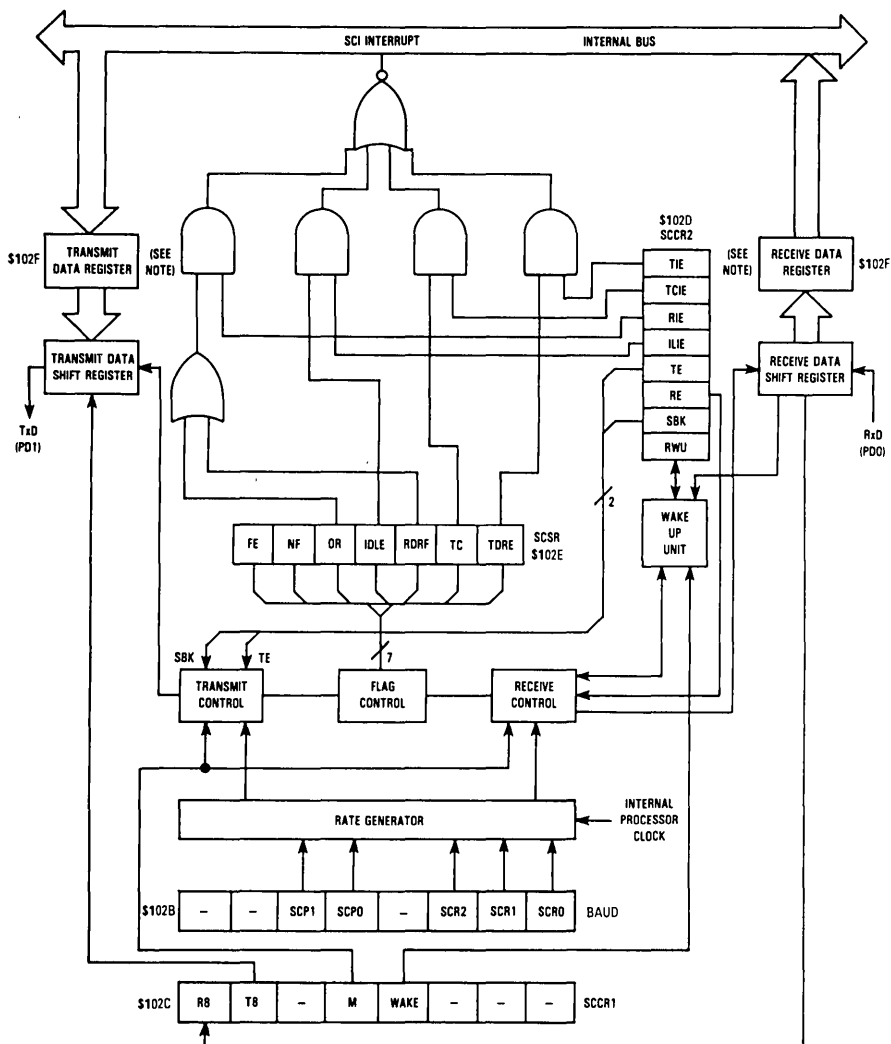 SCI INTERRUPT INTERNAL BUS
$102D
SCCR2
$102F
TRANSMIT
DATA REGISTER
(SEE
NOTE)
(SEE
NOTE)
RECEIVE DATA
REGISTER
$102F
TIE
TCIE
RIE
ILIE
TE
RE
SBK
RWU
TRANSMIT DATA
SHIFT REGISTER
RECEIVE DATA
SHIFT REGISTER
TxD
(PD1)
RxD
(PD0)
2
WAKE
UP
UNIT
FE NF OR IDLE RDRF TC TDRE
SCSR
$102E
7
SBK TE
TRANSMIT
CONTROL
FLAG
CONTROL
RECEIVE
CONTROL
RATE GENERATOR
INTERNAL
PROCESSOR
CLOCK
$102B – – SCP1 SCP0 – SCR2 SCR1 SCR0 BAUD
$102C R8 T8 – M WAKE – – – SCCR1